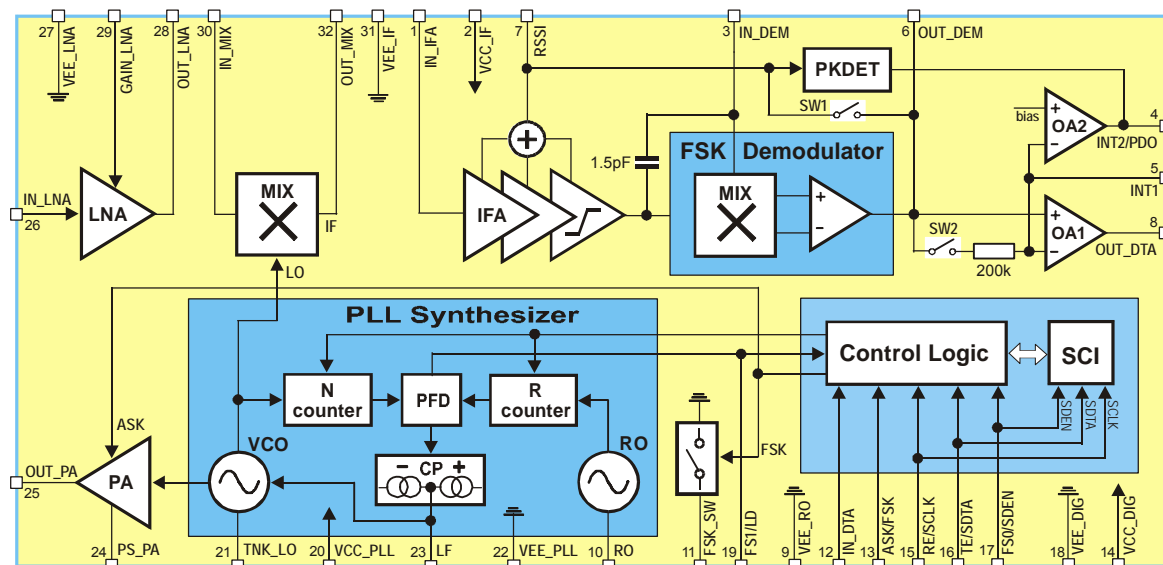 27 29 28 30 32 31 1 2 7 3 6
VEE_LNA
GAIN_LNA
OUT_LNA
IN_MIX
OUT_MIX
VEE_IF
IN_IFA
VCC_IF
RSSI
IN_DEM
OUT_DEM
PKDET
SW1
bias
+
−
OA2
4
INT2/PDO
5
INT1
1.5pF
FSK Demodulator
+
IN_LNA
26
LNA
MIX
IF
LO
IFA
MIX
+
−
SW2
200k
+
−
OA1
8
OUT_DTA
PLL Synthesizer
N counter
PFD
R counter
VCO
RO
− CP +
ASK
OUT_PA
25
PA
FSK
Control Logic
SCI
SDEN
SDTA
SCLK
24 PS_PA
21 TNK_LO
20 VCC_PLL
23 LF
22 VEE_PLL
10 RO
11 FSK_SW
19 FS1/LD
9 VEE_RO
12 IN_DTA
13 ASK/FSK
15 RE/SCLK
16 TE/SDTA
17 FS0/SDEN
18 VEE_DIG
14 VCC_DIG